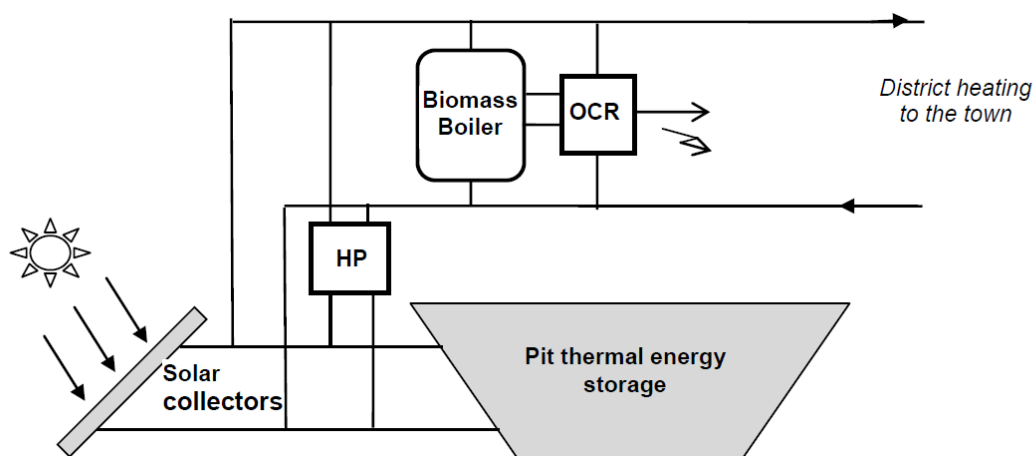 Biomass
Boiler
OCR
District heating
to the town
HP
Solar
collectors
Pit thermal energy
storage